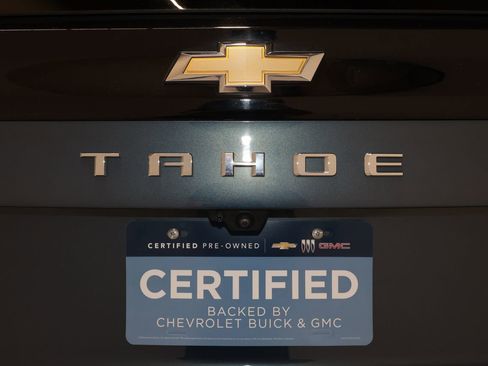 TAHOE
CERTIFIED PRE-OWNED GMC
CERTIFIED
BACKED BY
CHEVROLET BUICK & GMC